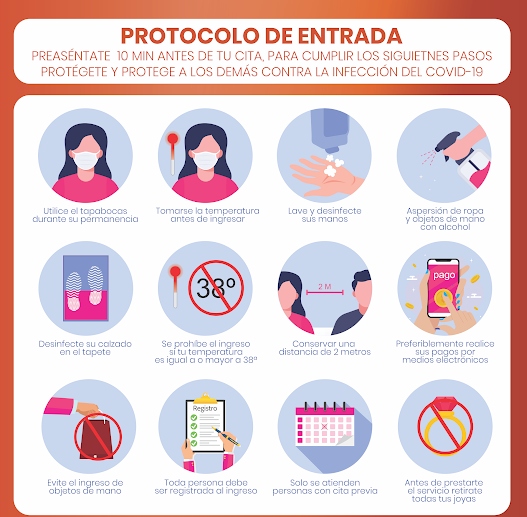 PROTOCOLO DE ENTRADA
PREASÉNTATE 10 MIN ANTES DE TU CITA, PARA CUMPLIR LOS SIGUIETNES PASOS
PROTÉGETE Y PROTEGE A LOS DEMÁS CONTRA LA INFECCIÓN DEL COVID-19
Utilice el tapabocas
durante su permanencia
Tomarse la temperatura
antes de ingresar
Lave y desinfecte
sus manos
Aspersión de ropa
y objetos de mano
con alcohol
38º
2 M
pago
Desinfecte su calzado
en el tapete
Se prohíbe el ingreso
si tu temperatura
es igual a o mayor a 38º
Conservar una
distancia de 2 metros
Preferiblemente realice
sus pagos por
medios electrónicos
Registro
Evite el ingreso de
objetos de mano
Toda persona debe
ser registrada al ingreso
Solo se atienden
personas con cita previa
Antes de prestarte
el servicio retirate
todas tus joyas